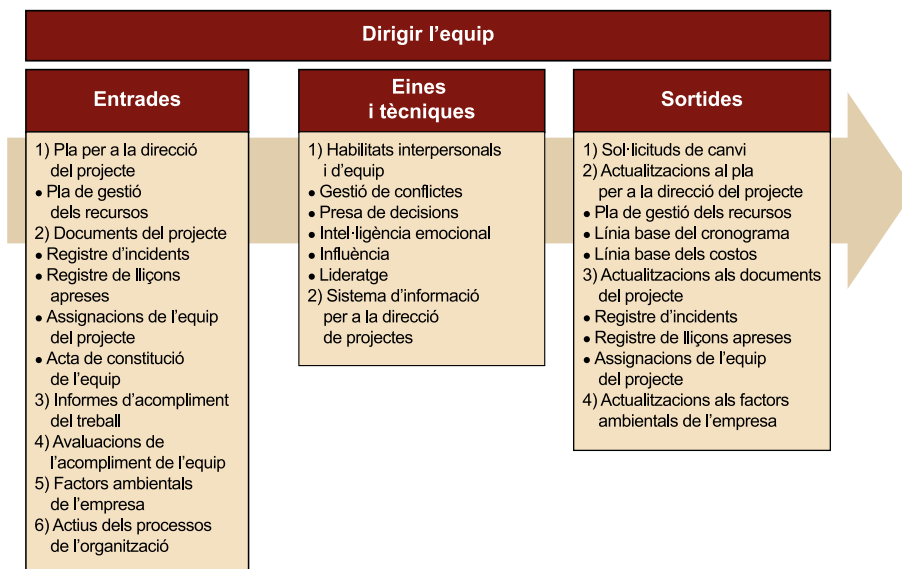 Dirigir l’equip
Entrades
1) Pla per a la direcció
del projecte
• Pla de gestió
dels recursos
2) Documents del projecte
• Registre d’incidents
• Registre de lliçons
apreses
• Assignacions de l’equip
del projecte
• Acta de constitució
de l’equip
3) Informes d’acompliment
del treball
4) Avaluacions de
l’acompliment de l’equip
5) Factors ambientals
de l’empresa
6) Actius dels processos
de l’organització
Eines
i tècniques
1) Habilitats interpersonals
i d’equip
• Gestió de conflictes
• Presa de decisions
• Intel·ligència emocional
• Influència
• Lideratge
2) Sistema d’informació
per a la direcció
de projectes
Sortides
1) Sol·licituds de canvi
2) Actualitzacions al pla
per a la direcció del projecte
• Pla de gestió dels recursos
• Línia base del cronograma
• Línia base dels costos
3) Actualitzacions als documents
del projecte
• Registre d’incidents
• Registre de lliçons apreses
• Assignacions de l’equip
del projecte
4) Actualitzacions als factors
ambientals de l’empresa